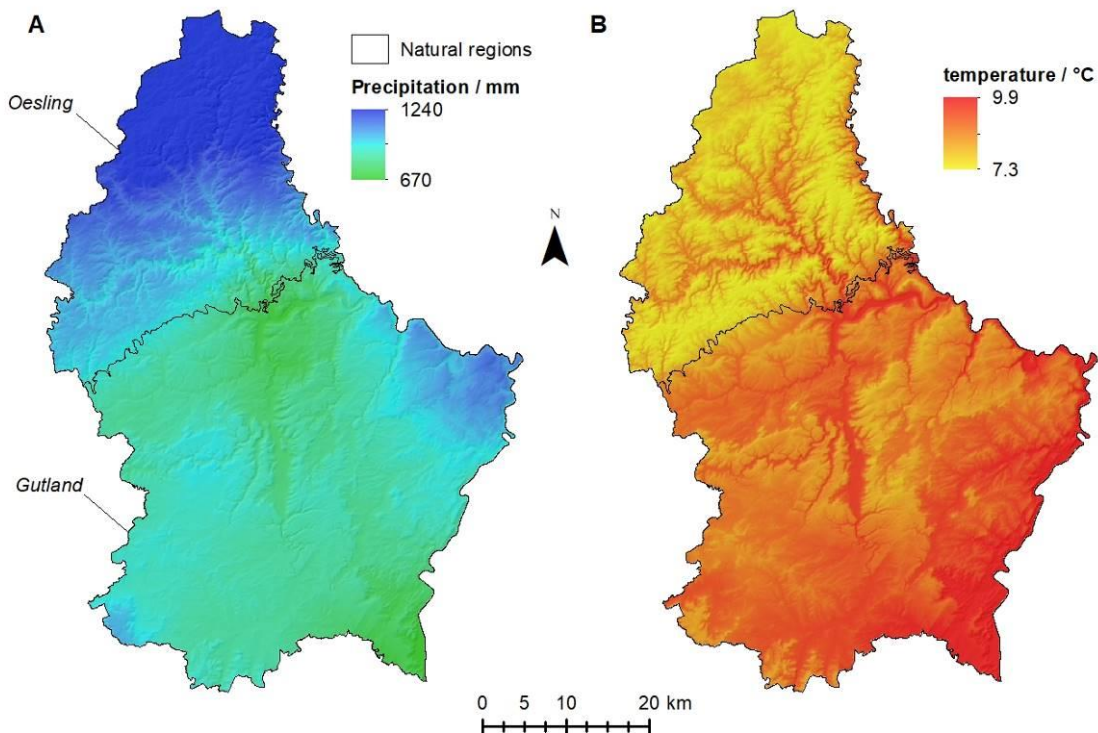 A
Natural regions
Precipitation / mm
1240
670
Oesling
Gutland
N
B
temperature / °C
9.9
7.3
0 5 10 20 km